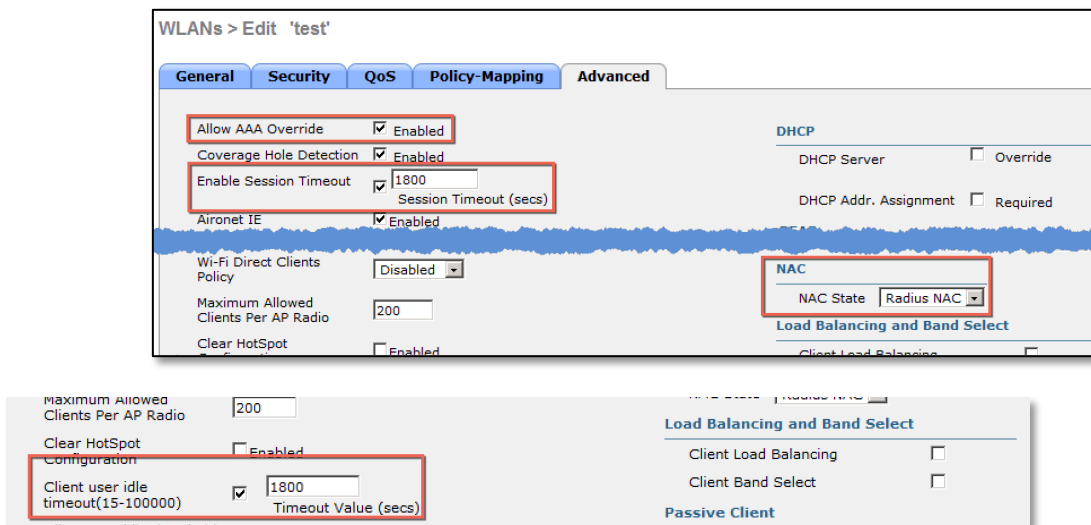 WLANs > Edit 'test'
General Security QoS Policy-Mapping Advanced
Allow AAA Override Enabled
Coverage Hole Detection Enabled
Enable Session Timeout 1800
Session Timeout (secs)
Aironet IE Enabled
DHCP
DHCP Server Override
DHCP Addr. Assignment Required
Wi-Fi Direct Clients
Policy
Disabled
Maximum Allowed
Clients Per AP Radio
200
Clear HotSpot
Enabled
NAC
NAC State Radius NAC
Load Balancing and Band Select
Client Load Balancing
Maximum Allowed
Clients Per AP Radio
200
Clear HotSpot
Configuration
Enabled
Client user idle
timeout(15-100000)
1800
Timeout Value (secs)
Radius NAC
Load Balancing and Band Select
Client Load Balancing
Client Band Select
Passive Client